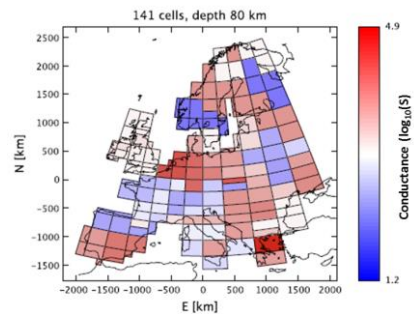 141 cells, depth 80 km
4.9
2500
2000
1500
1000
500
0
−500
−1000
−1500
N [km]
−2000 −1500 −1000 −500 0 500 1000 1500 2000
E [km]
Conductance (log₁₀(S)
1.2